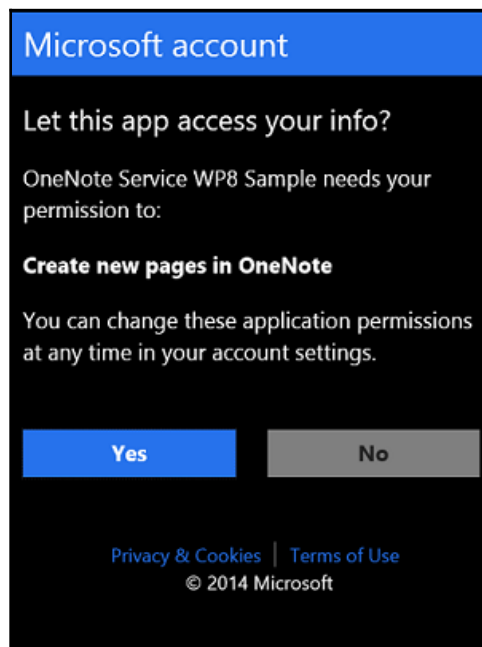 Microsoft account
Let this app access your info?
OneNote Service WP8 Sample needs your
permission to:
Create new pages in OneNote
You can change these application permissions
at any time in your account settings.
Yes
No
Privacy & Cookies | Terms of Use
© 2014 Microsoft